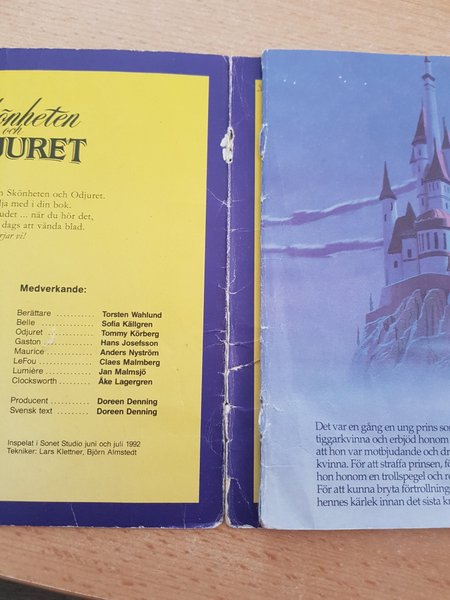 och
JURET
n Skönheten och Odjuret.
lja med i din bok.
udet ... när du hör det,
dags att vända blad.
rjar vi!
Medverkande:
Berättare .............. Torsten Wahlund
Belle .............. Sofia Källgren
Odjuret .............. Tommy Körberg
Gaston .............. Hans Josefsson
Maurice .............. Anders Nyström
LeFou .............. Claes Malmberg
Lumière .............. Jan Malmsjö
Clocksworth .............. Åke Lagergren
Producent .............. Doreen Denning
Svensk text .............. Doreen Denning
Inspelat i Sonet Studio juni och juli 1992
Tekniker: Lars Klettner, Björn Almstedt
Det var en gång en ung prins so
tiggarkvinna och erbjöd honom
att hon var motbjudande och dr
kvinna. För att straffa prinsen, fö
hon honom en trollspegel och r
För att kunna bryta förtrollning
hennes kärlek innan det sista k